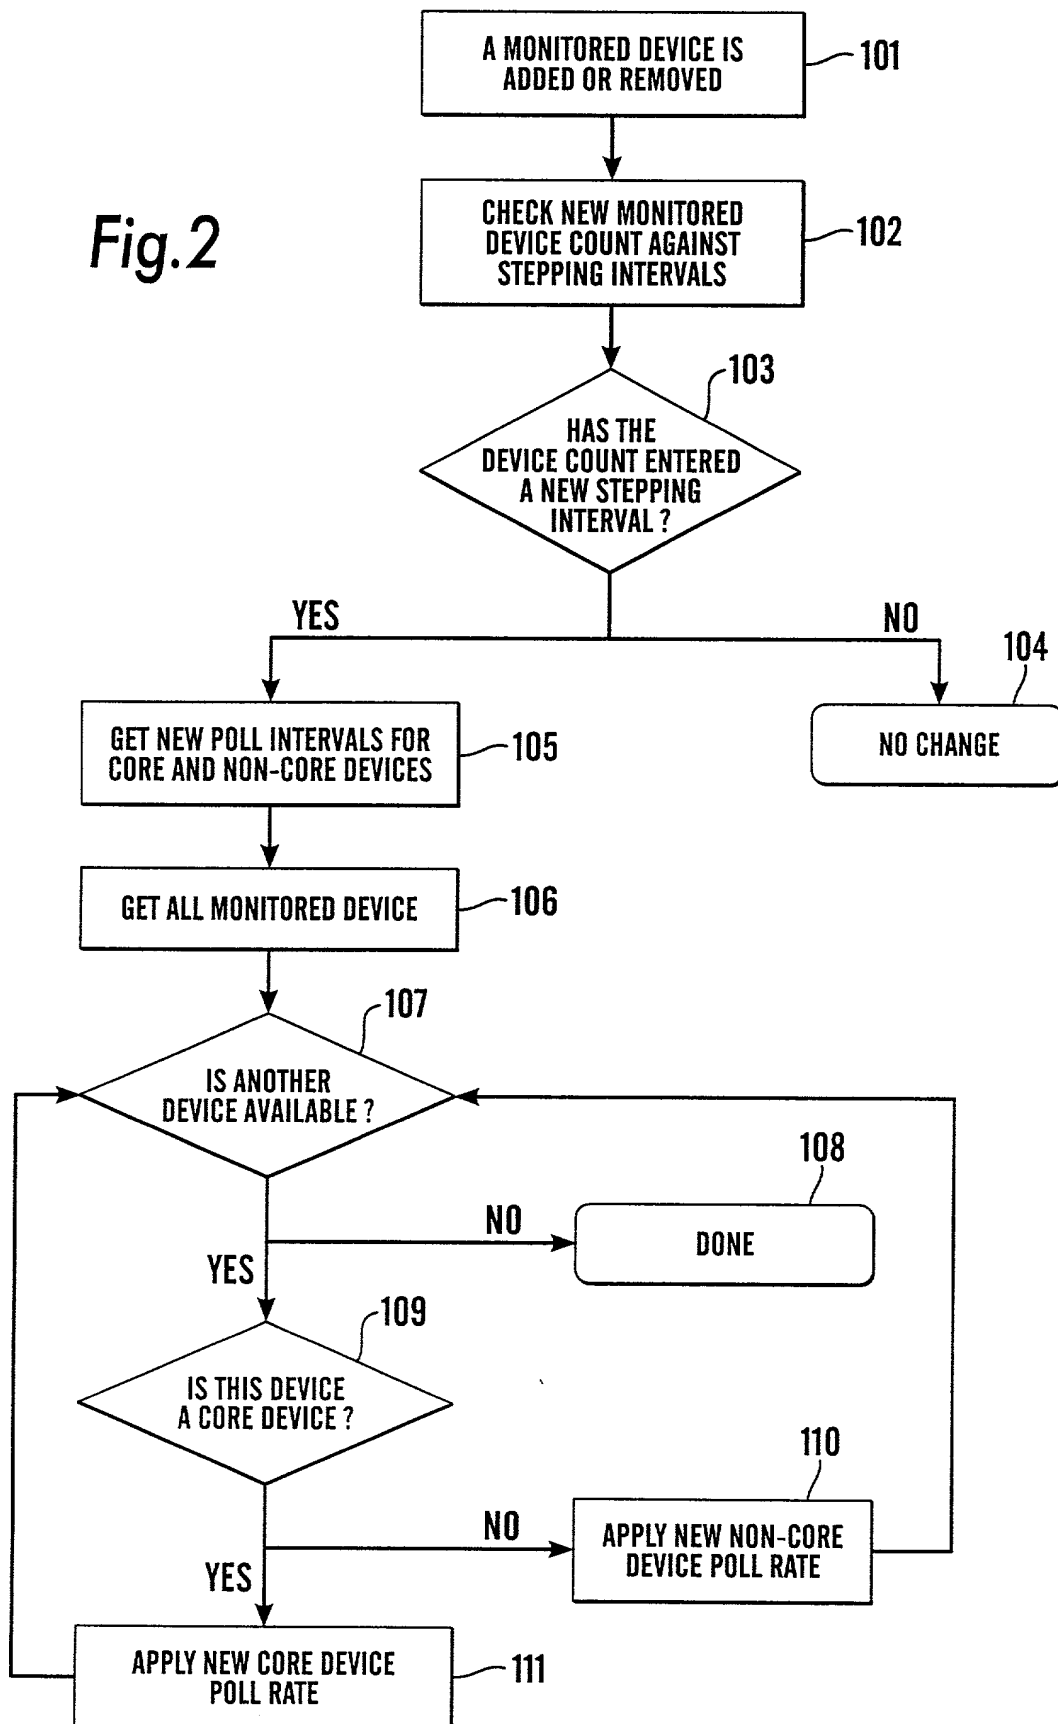 A MONITORED DEVICE IS
ADDED OR REMOVED
101
CHECK NEW MONITORED
DEVICE COUNT AGAINST
STEPPING INTERVALS
102
Fig.2
103
HAS THE
DEVICE COUNT ENTERED
A NEW STEPPING
INTERVAL ?
YES
NO
104
GET NEW POLL INTERVALS FOR
CORE AND NON-CORE DEVICES
105
NO CHANGE
GET ALL MONITORED DEVICE
106
107
IS ANOTHER
DEVICE AVAILABLE ?
108
NO
DONE
YES
109
IS THIS DEVICE
A CORE DEVICE ?
110
NO
APPLY NEW NON-CORE
DEVICE POLL RATE
YES
APPLY NEW CORE DEVICE
POLL RATE
111